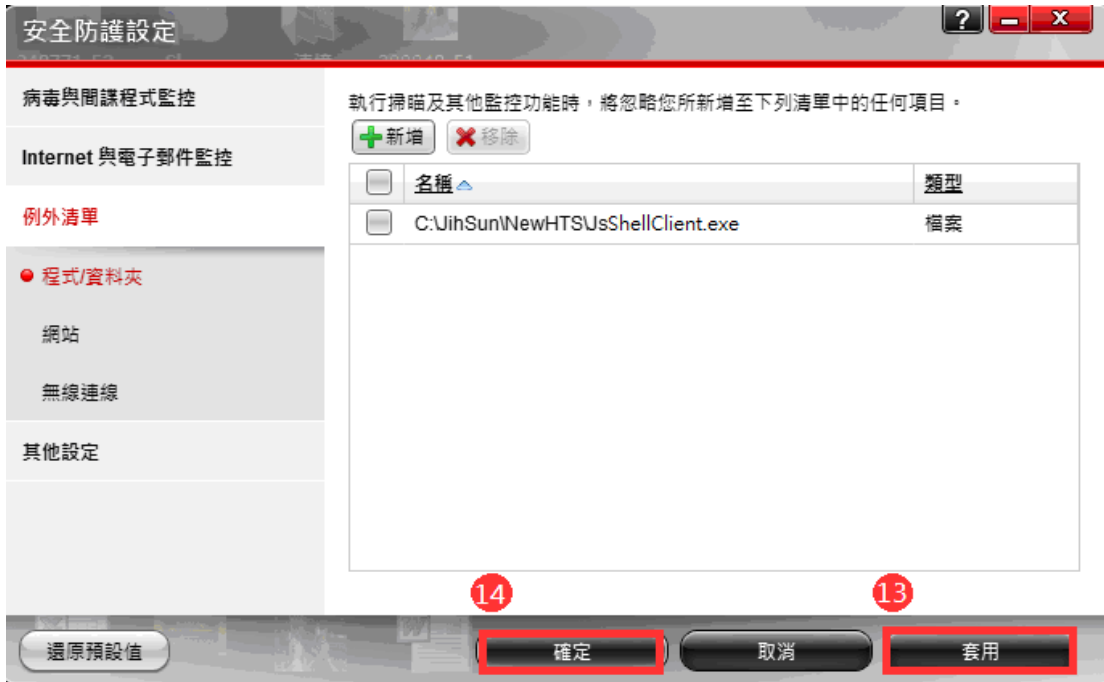 安全防護設定
?
病毒與間諜程式監控
Internet 與電子郵件監控
例外清單
程式/資料夾
網站
無線連線
其他設定
執行掃瞄及其他監控功能時，將忽略您所新增至下列清單中的任何項目。
新增 移除
名稱 類型
C:\JihSun\NewHTS\JsShellClient.exe 檔案
14 13
還原預設值 確定 取消 套用